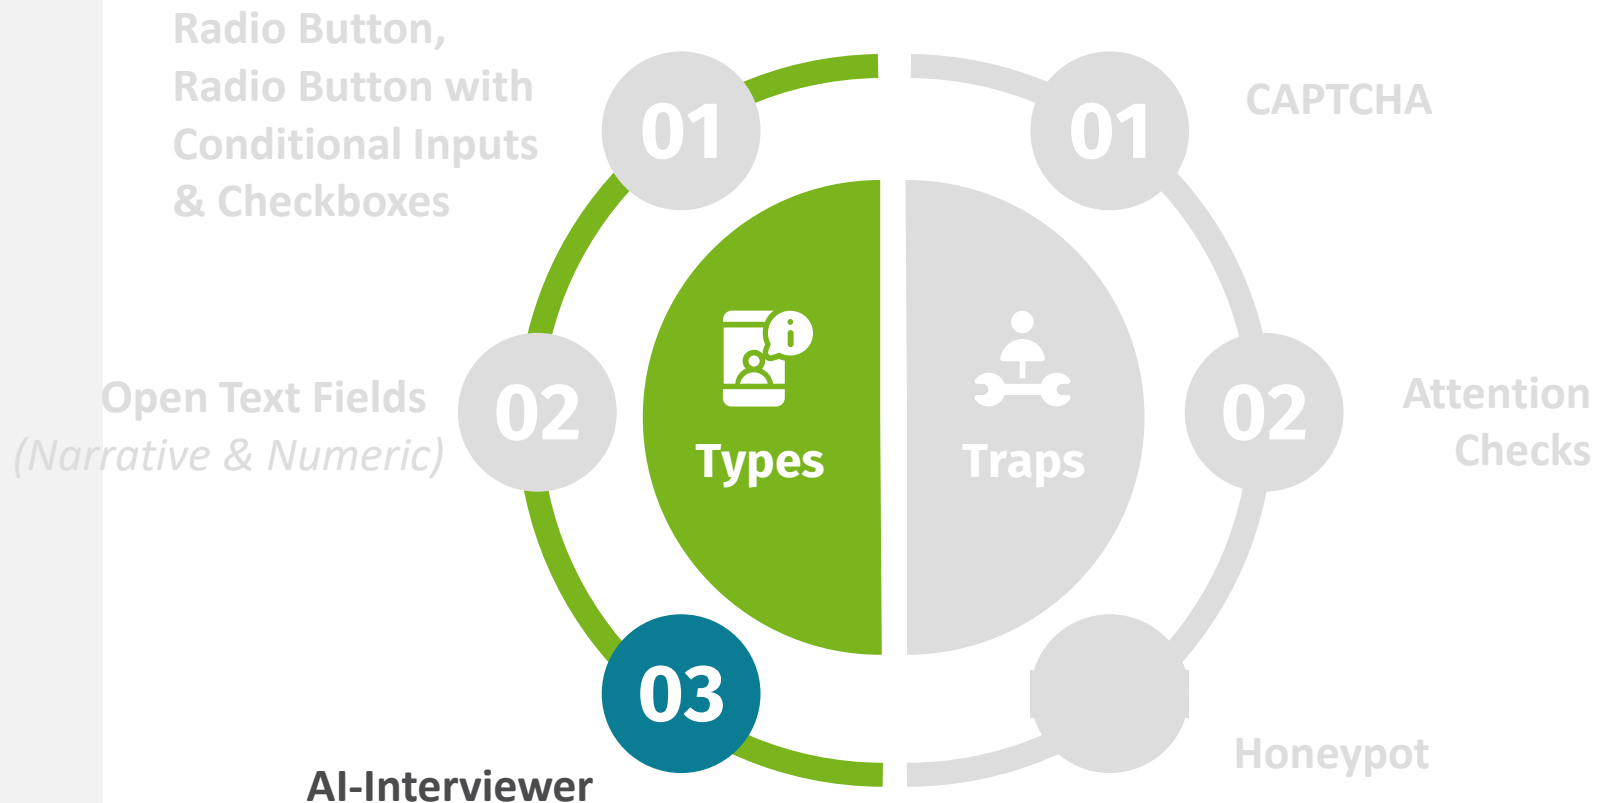 Radio Button,
Radio Button with
Conditional Inputs
& Checkboxes
01
Open Text Fields
(Narrative & Numeric)
02
03
AI-Interviewer
Types
Traps
01
CAPTCHA
02
Attention
Checks
Honeypot